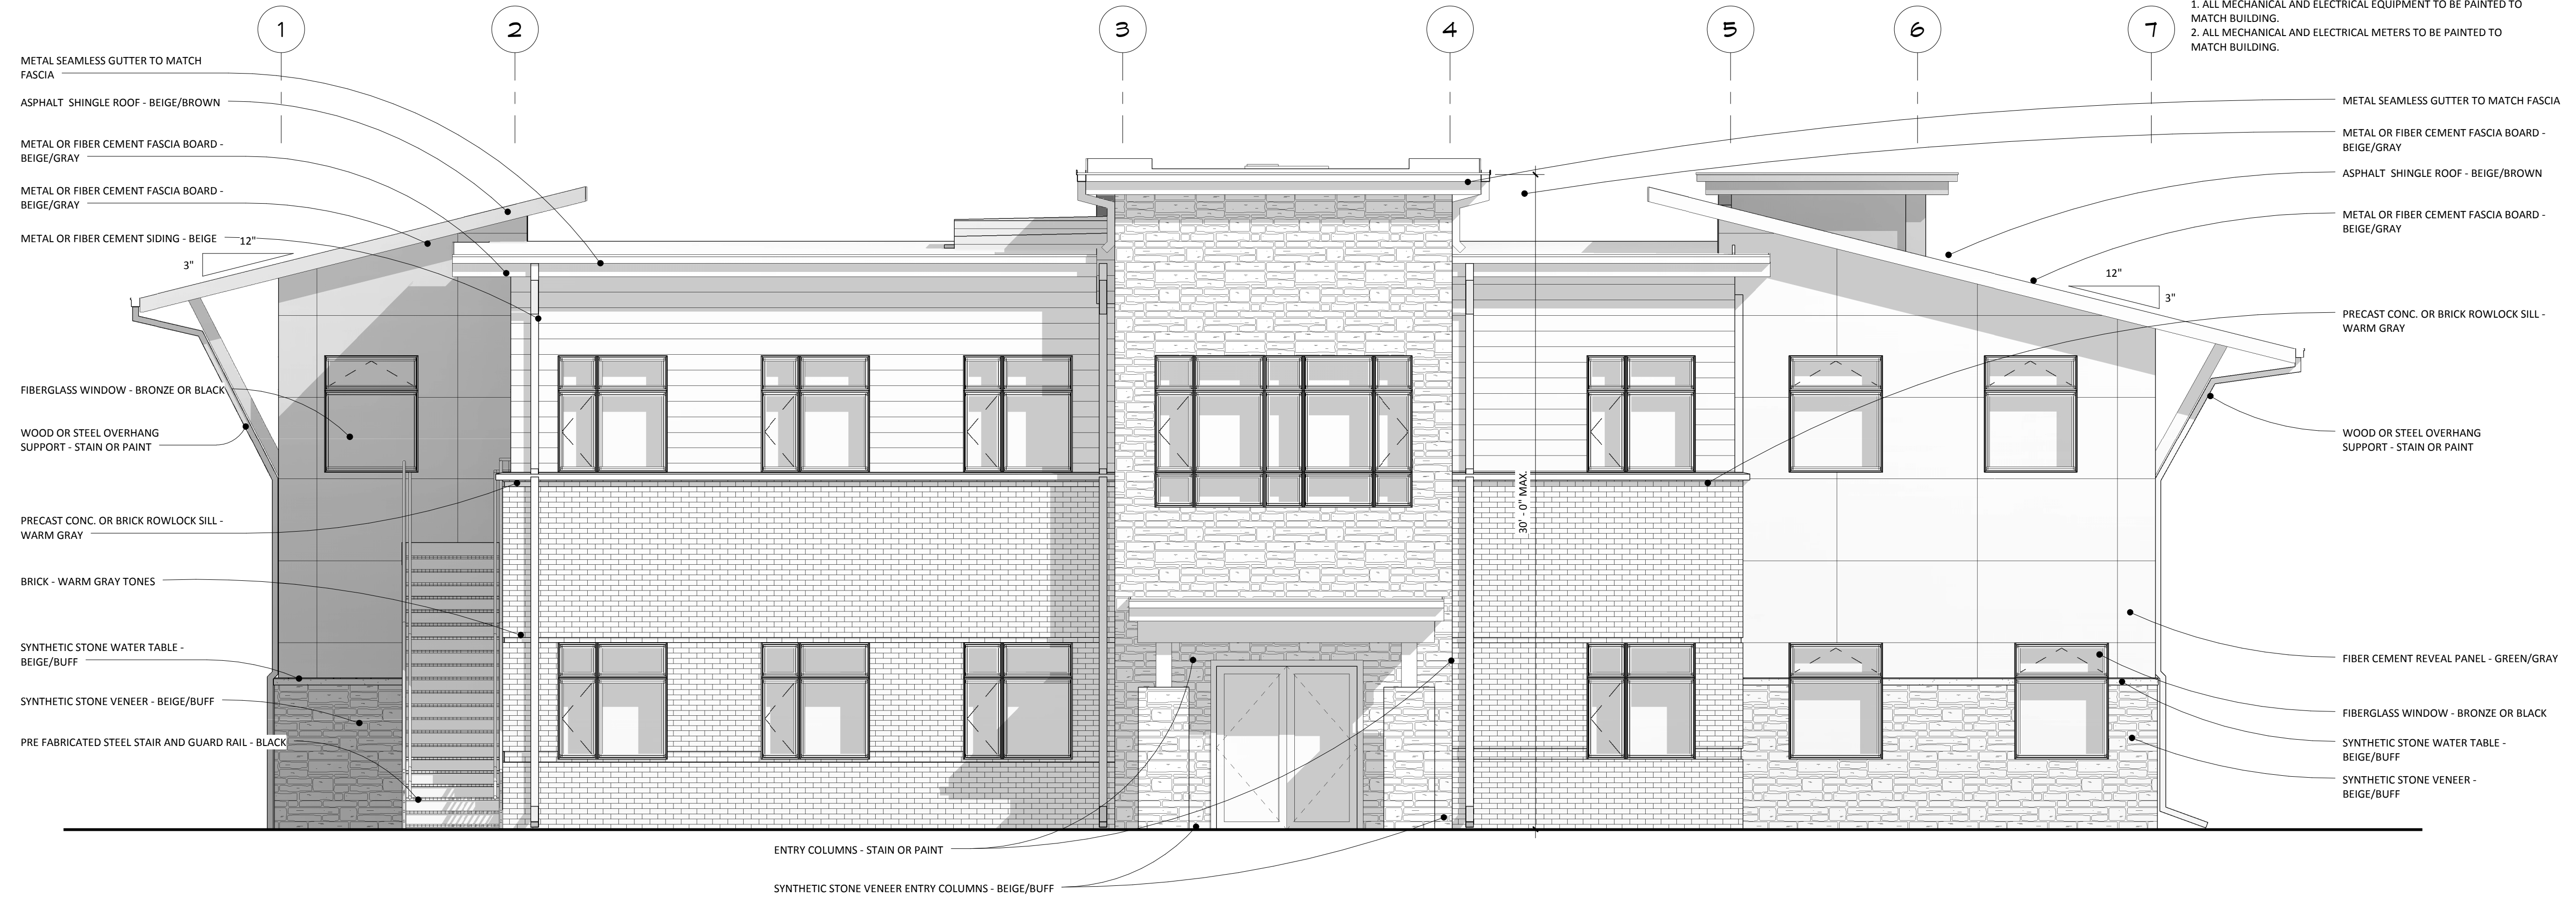 1
2
3
4
5
6
7
1. ALL MECHANICAL AND ELECTRICAL EQUIPMENT TO BE PAINTED TO
MATCH BUILDING.
2. ALL MECHANICAL AND ELECTRICAL METERS TO BE PAINTED TO
MATCH BUILDING.
METAL SEAMLESS GUTTER TO MATCH
FASCIA
ASPHALT SHINGLE ROOF - BEIGE/BROWN
METAL OR FIBER CEMENT FASCIA BOARD -
BEIGE/GRAY
METAL OR FIBER CEMENT FASCIA BOARD -
BEIGE/GRAY
METAL OR FIBER CEMENT SIDING - BEIGE
12"
3"
FIBERGLASS WINDOW - BRONZE OR BLACK
WOOD OR STEEL OVERHANG
SUPPORT - STAIN OR PAINT
PRECAST CONC. OR BRICK ROWLOCK SILL -
WARM GRAY
BRICK - WARM GRAY TONES
SYNTHETIC STONE WATER TABLE -
BEIGE/BUFF
SYNTHETIC STONE VENEER - BEIGE/BUFF
PRE FABRICATED STEEL STAIR AND GUARD RAIL - BLACK
30' - 0" MAX.
ENTRY COLUMNS - STAIN OR PAINT
SYNTHETIC STONE VENEER ENTRY COLUMNS - BEIGE/BUFF
METAL SEAMLESS GUTTER TO MATCH FASCIA
METAL OR FIBER CEMENT FASCIA BOARD -
BEIGE/GRAY
ASPHALT SHINGLE ROOF - BEIGE/BROWN
METAL OR FIBER CEMENT FASCIA BOARD -
BEIGE/GRAY
12"
3"
PRECAST CONC. OR BRICK ROWLOCK SILL -
WARM GRAY
WOOD OR STEEL OVERHANG
SUPPORT - STAIN OR PAINT
FIBER CEMENT REVEAL PANEL - GREEN/GRAY
FIBERGLASS WINDOW - BRONZE OR BLACK
SYNTHETIC STONE WATER TABLE -
BEIGE/BUFF
SYNTHETIC STONE VENEER -
BEIGE/BUFF